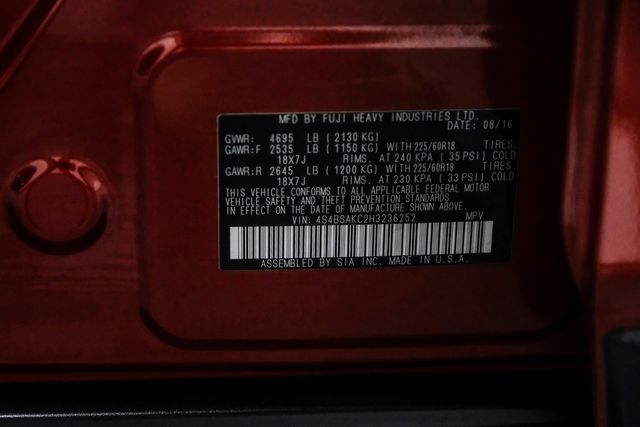 MFD BY FUJI HEAVY INDUSTRIES LTD.
DATE: 08/16
GVWR: 4695 LB (2130 KG)
GAWR:F 2535 LB (1150 KG) WITH 225/60R18 TIRES.
18X7J RIMS. AT 240 KPA (35 PSI) COLD
GAWR:R 2645 LB (1200 KG) WITH 225/60R18 TIRES.
18X7J RIMS. AT 230 KPA (33 PSI) COLD
THIS VEHICLE CONFORMS TO ALL APPLICABLE FEDERAL MOTOR
VEHICLE SAFETY AND THEFT PREVENTION STANDARDS
IN EFFECT ON THE DATE OF MANUFACTURE SHOWN ABOVE.
VIN: 4S4BSAKC2H3236252 MPV
ASSEMBLED BY SIA INC. MADE IN U.S.A.